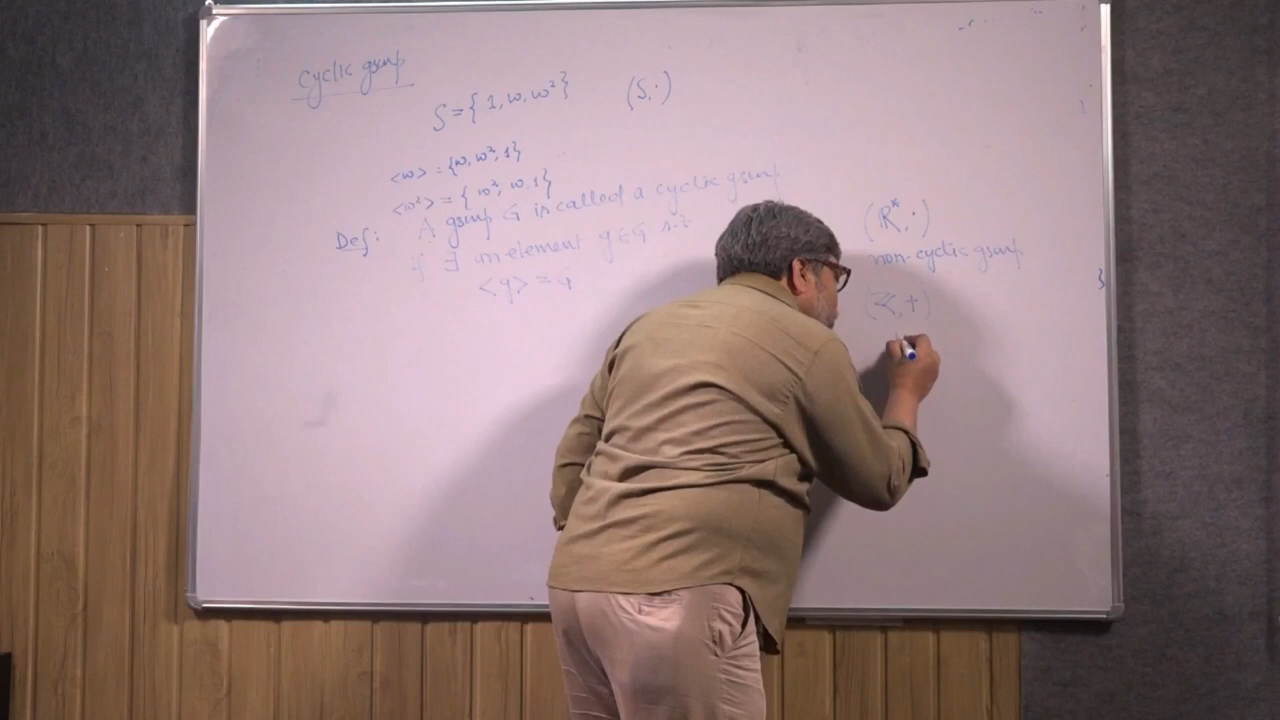 Cyclic group
S = { 1, ω, ω² } (S, ·)
<ω> = {ω, ω², 1}
<ω²> = { ω², ω, 1}
Def: A group G is called a cyclic group
if ∃ an element g ∈ G s.t
<g> = G
(ℝ*, ·)
non-cyclic group
(ℤ, +)